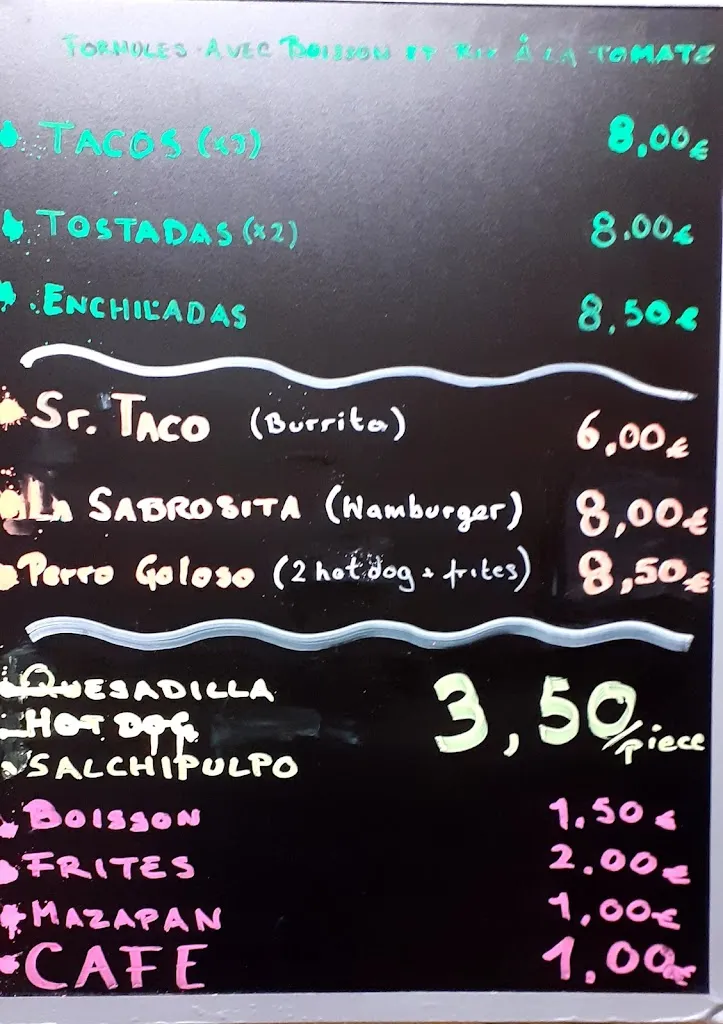 FORMULES AVEC BOISSON ET RIZ À LA TOMATE
TACOS (x3) 8,00€
TOSTADAS (x2) 8.00€
ENCHILADAS 8,50€
Sr. TACO (Burrito) 6,00€
LA SABROSITA (Hamburger) 8,00€
Perro Goloso (2 hot dog + frites) 8,50€
QUESADILLA
HOT DOG
SALCHIPULPO
3,50/piece
BOISSON 1.50€
FRITES 2.00€
MAZAPAN 1,00€
CAFE 1,00€